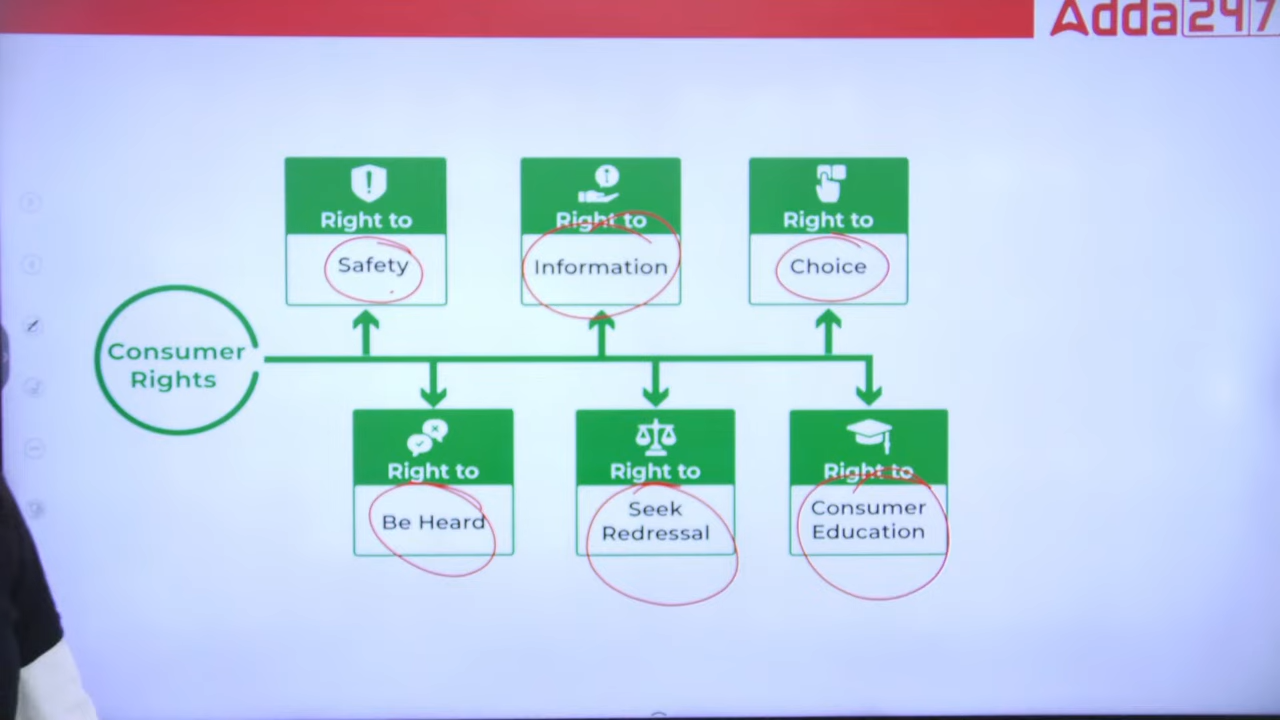 Adda247
Right to
Safety
Right to
Information
Right to
Choice
Consumer
Rights
Right to
Be Heard
Right to
Seek
Redressal
Right to
Consumer
Education